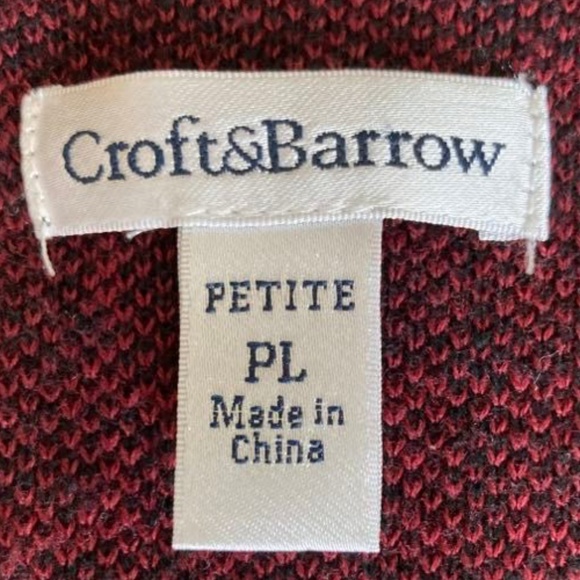 Croft&Barrow
PETITE
PL
Made in
China